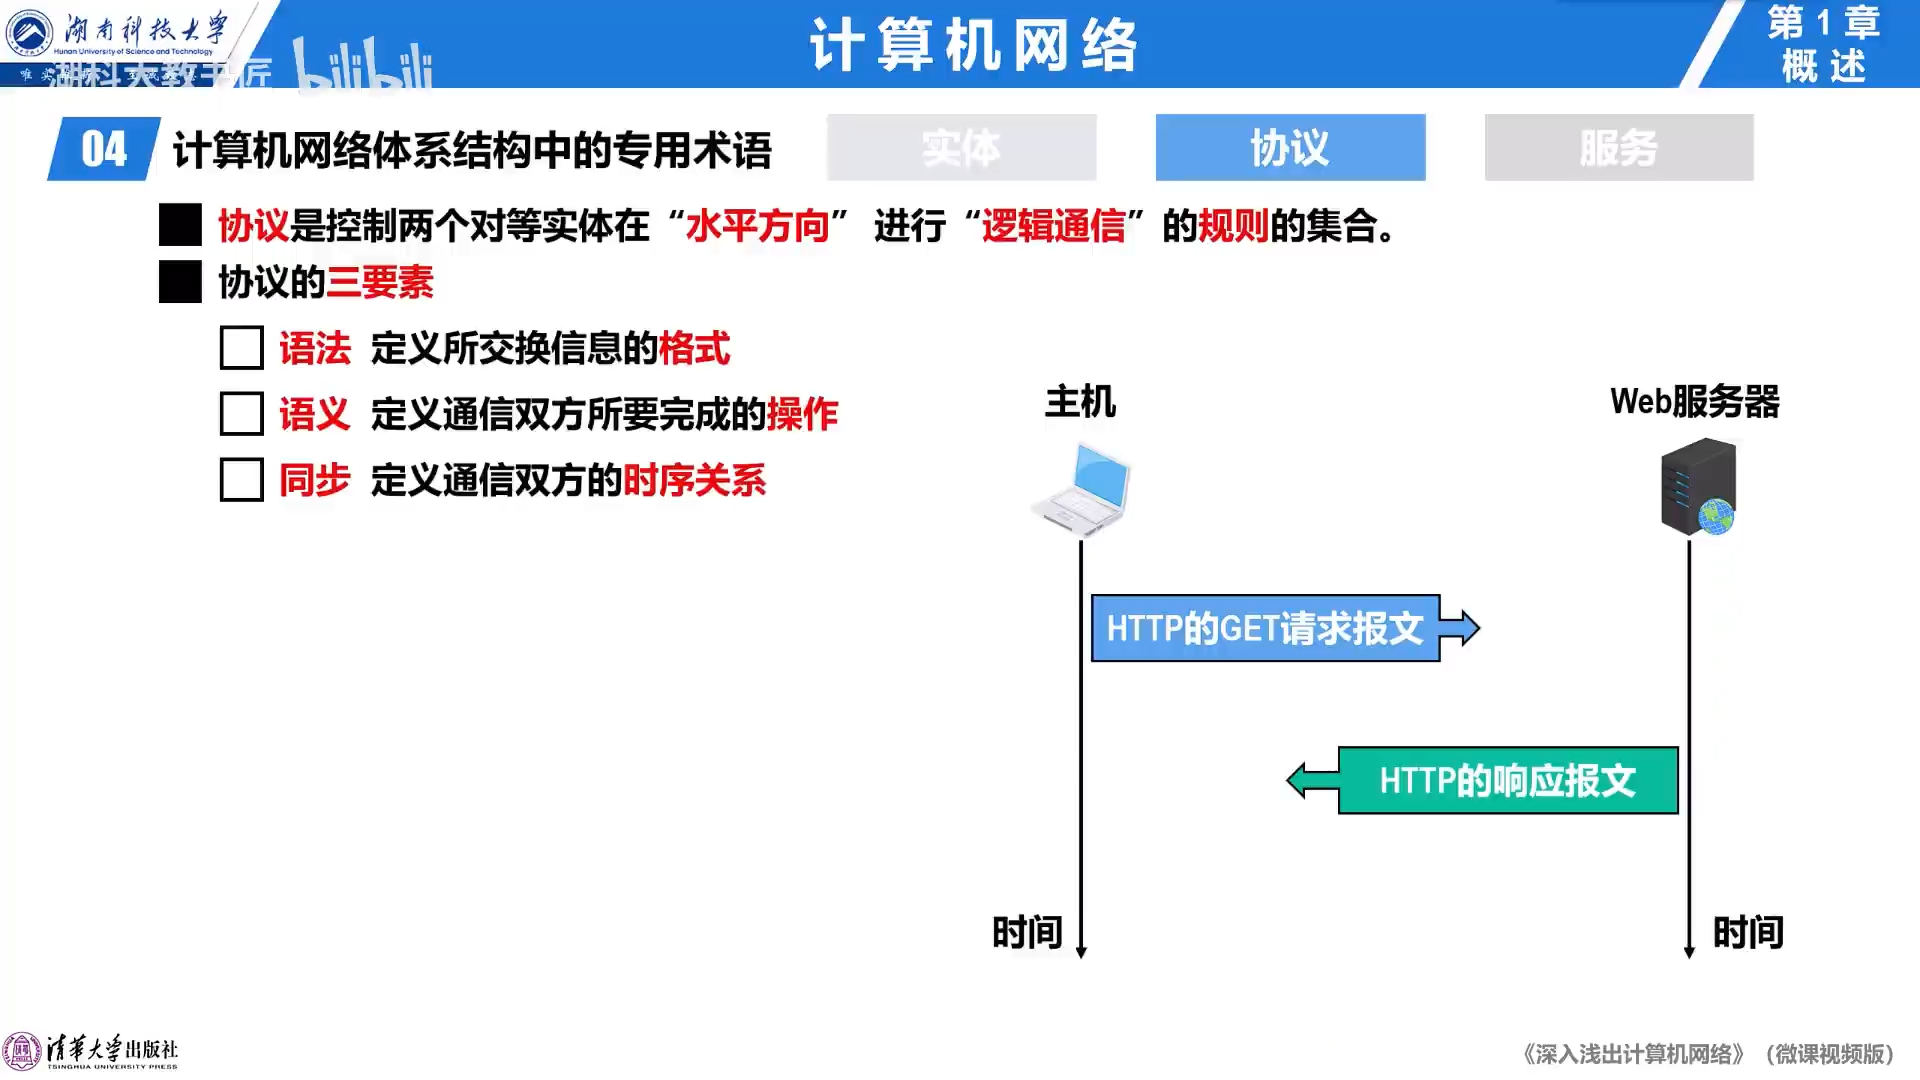 湖南科技大学
Hunan University of Science and Technology
湖科大教书匠
bilibili
计算机网络
第1章
概述
04
计算机网络体系结构中的专用术语
实体
协议
服务
协议是控制两个对等实体在“水平方向”进行“逻辑通信”的规则的集合。
协议的三要素
语法 定义所交换信息的格式
语义 定义通信双方所要完成的操作
同步 定义通信双方的时序关系
主机
Web服务器
HTTP的GET请求报文
HTTP的响应报文
时间
时间
清华大学出版社
TSINGHUA UNIVERSITY PRESS
《深入浅出计算机网络》（微课视频版）